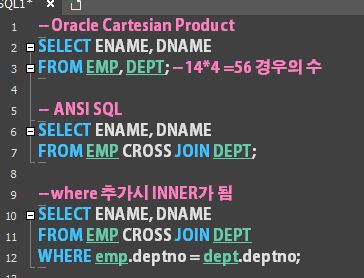 SQL1*
1 -- Oracle Cartesian Product
2 SELECT ENAME, DNAME
3 FROM EMP, DEPT; -- 14*4 =56 경우의 수
4
5 -- ANSI SQL
6 SELECT ENAME, DNAME
7 FROM EMP CROSS JOIN DEPT;
8
9 --where 추가시 INNER가 됨
10 SELECT ENAME, DNAME
11 FROM EMP CROSS JOIN DEPT
12 WHERE emp.deptno = dept.deptno;